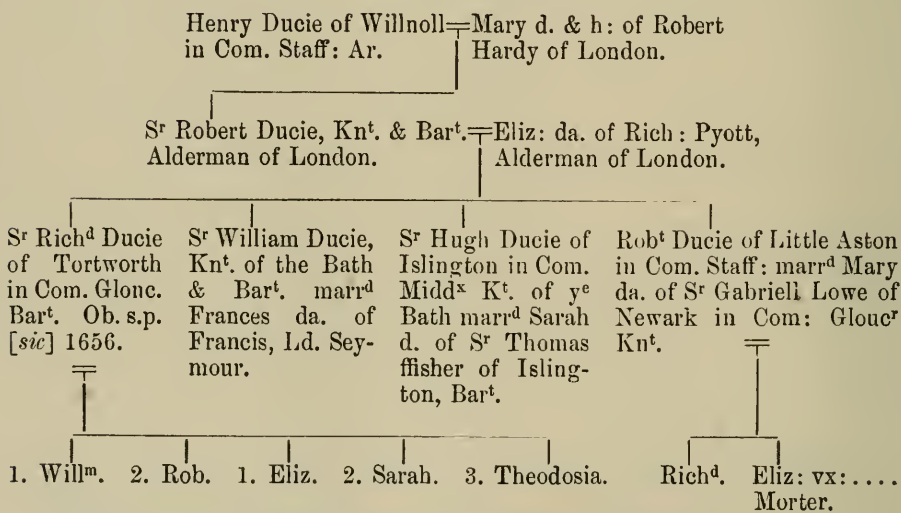 Henry Ducie of Willnoll╤Mary d. & h: of Robert
in Com. Staff: Ar. Hardy of London.
Sʳ Robert Ducie, Knᵗ. & Barᵗ.╤Eliz: da. of Rich: Pyott,
Alderman of London. Alderman of London.
Sʳ Richᵈ Ducie
of Tortworth
in Com. Glonc.
Barᵗ. Ob. s.p.
[sic] 1656.
Sʳ William Ducie,
Knᵗ. of the Bath
& Barᵗ. marrᵈ
Frances da. of
Francis, Ld. Sey-
mour.
Sʳ Hugh Ducie of
Islington in Com.
Middˣ Kᵗ. of yᵉ
Bath marrᵈ Sarah
d. of Sʳ Thomas
ffisher of Isling-
ton, Barᵗ.
Robᵗ Ducie of Little Aston
in Com. Staff: marrᵈ Mary
da. of Sʳ Gabriell Lowe of
Newark in Com: Gloucʳ
Knᵗ.
1. Willᵐ. 2. Rob. 1. Eliz. 2. Sarah. 3. Theodosia.
Richᵈ. Eliz: vx: ....
Morter.